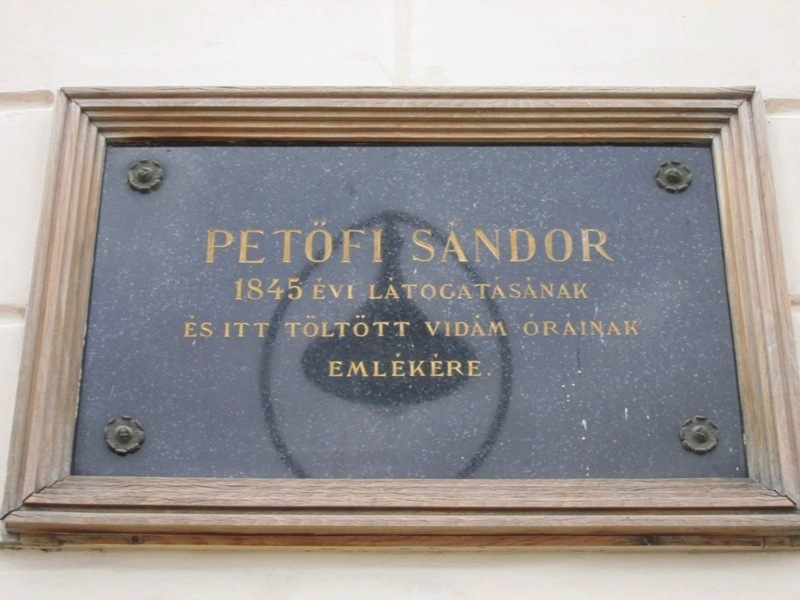 PETŐFI SÁNDOR
1845 ÉVI LÁTOGATÁSÁNAK
ÉS ITT TÖLTÖTT VIDÁM ÓRÁINAK
EMLÉKÉRE.